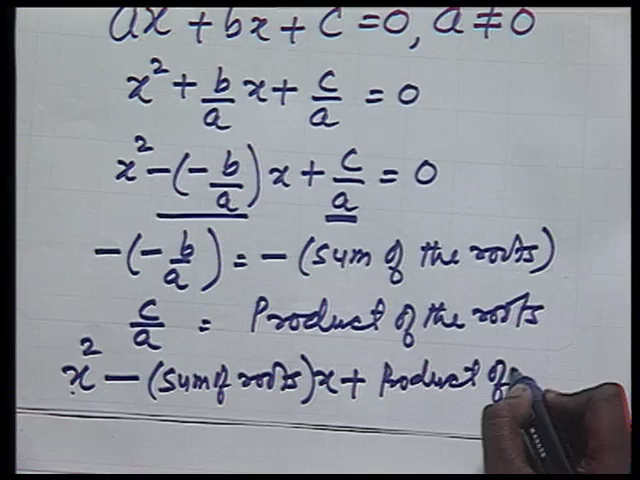 ax + bx + c = 0, a ≠ 0
x² + b/a x + c/a = 0
x² - (-b/a) x + c/a = 0
-(-b/a) = - (Sum of the roots)
c/a = Product of the roots
x² - (Sum of roots)x + Product of